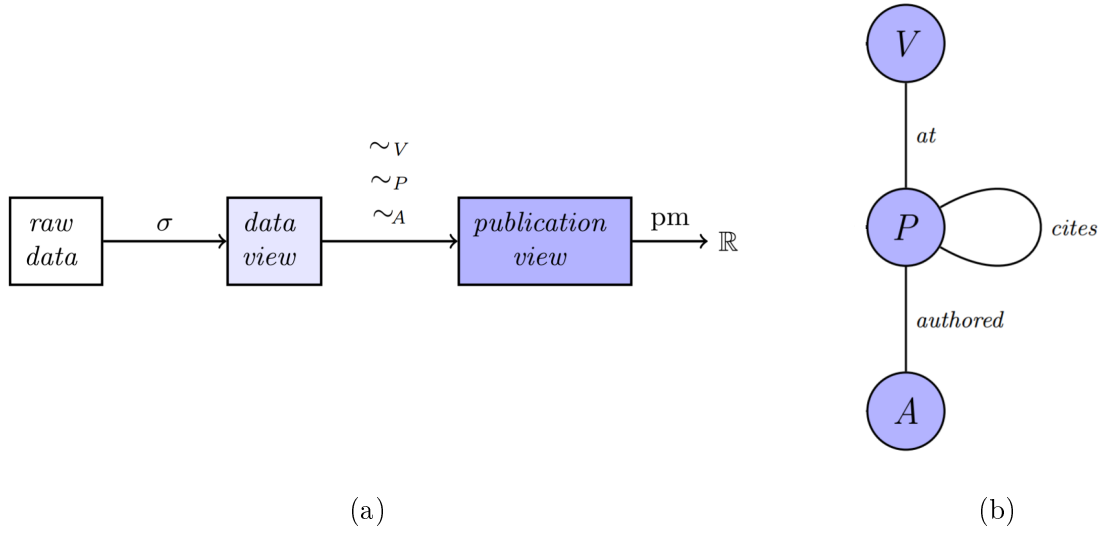 raw
data
σ
data
view
∼V
∼P
∼A
publication
view
pm
ℝ
(a)
V
at
P
cites
authored
A
(b)